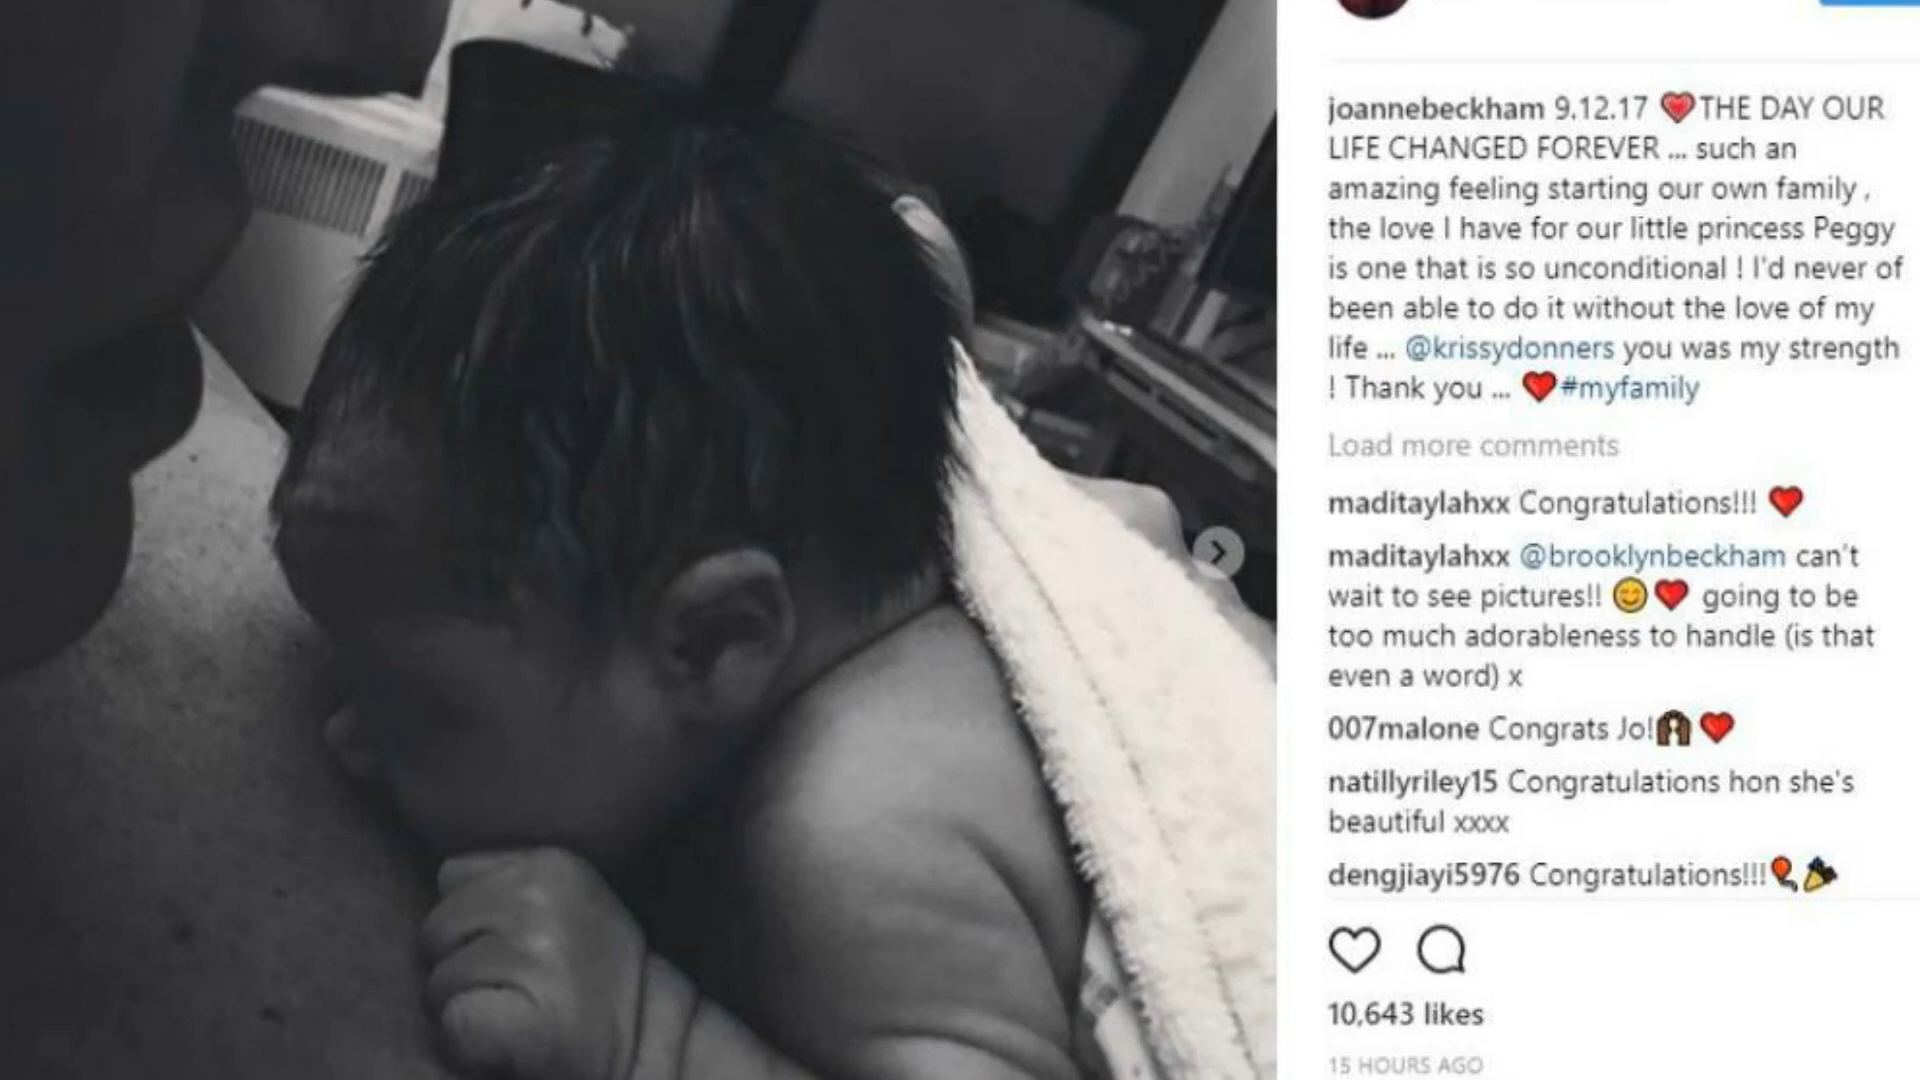 joannebeckham 9.12.17 ❤️THE DAY OUR
LIFE CHANGED FOREVER ... such an
amazing feeling starting our own family ,
the love I have for our little princess Peggy
is one that is so unconditional ! I'd never of
been able to do it without the love of my
life ... @krissydonners you was my strength
! Thank you ... ❤️#myfamily
Load more comments
maditaylahxx Congratulations!!! ❤️
maditaylahxx @brooklynbeckham can't
wait to see pictures!! 😊❤️ going to be
too much adorableness to handle (is that
even a word) x
007malone Congrats Jo!🙌🏿❤️
natillyriley15 Congratulations hon she's
beautiful xxxx
dengjiayi5976 Congratulations!!!🎈🎉
10,643 likes
15 HOURS AGO